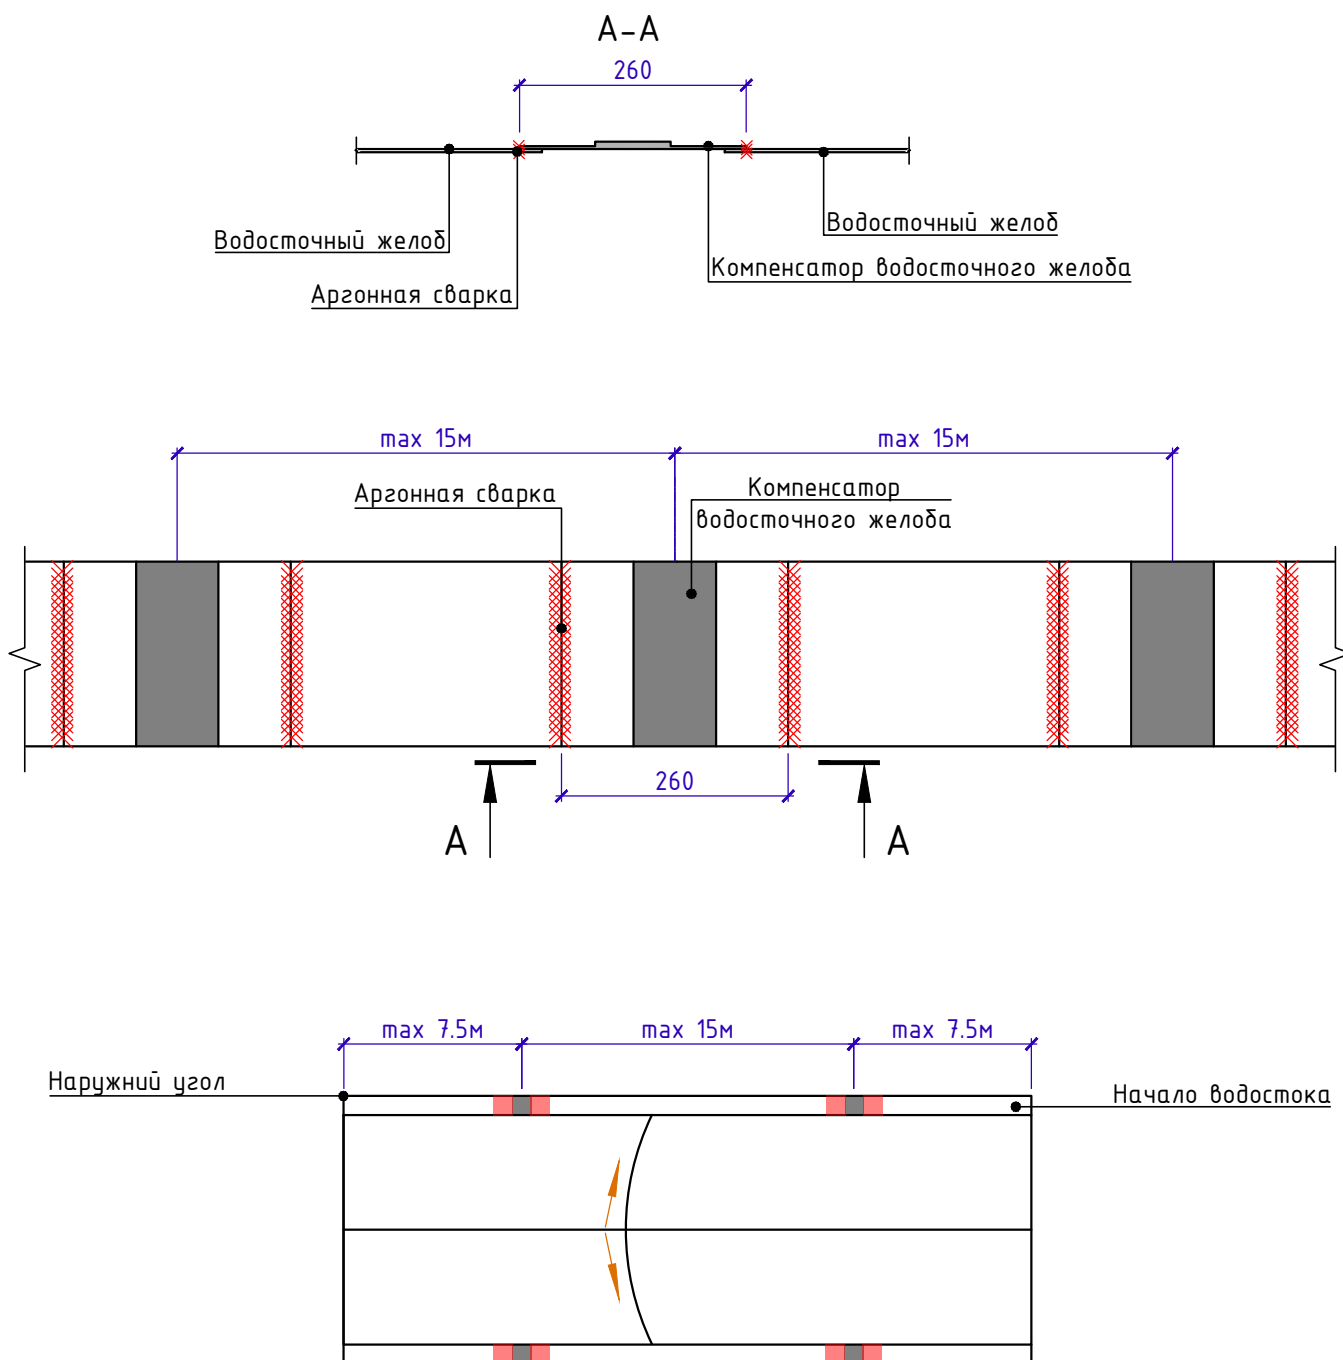 А-А
260
Водосточный желоб
Водосточный желоб
Компенсатор водосточного желоба
Аргонная сварка
max 15м
max 15м
Аргонная сварка
Компенсатор
водосточного желоба
260
А
А
max 7.5м
max 15м
max 7.5м
Наружний угол
Начало водостока